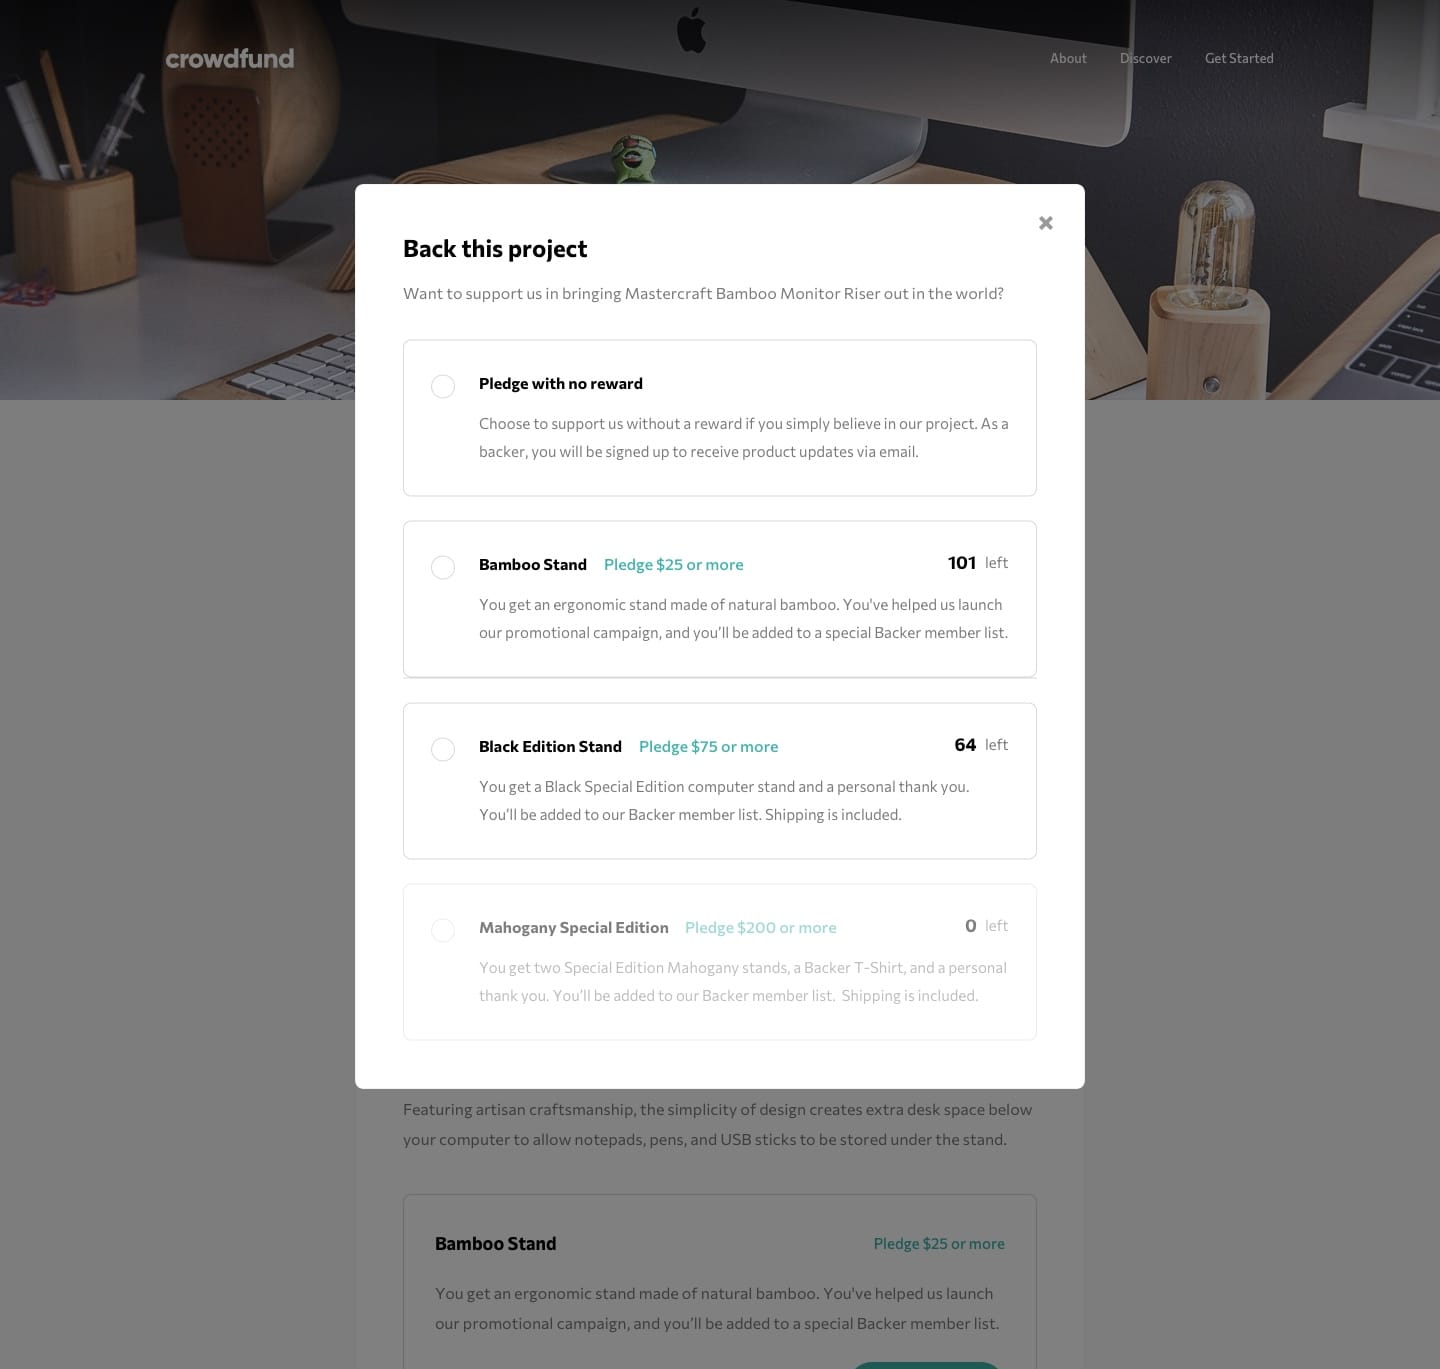 crowdfund
About
Discover
Get Started
Back this project
Want to support us in bringing Mastercraft Bamboo Monitor Riser out in the world?
Pledge with no reward
Choose to support us without a reward if you simply believe in our project. As a
backer, you will be signed up to receive product updates via email.
Bamboo Stand Pledge $25 or more 101 left
You get an ergonomic stand made of natural bamboo. You've helped us launch
our promotional campaign, and you’ll be added to a special Backer member list.
Black Edition Stand Pledge $75 or more 64 left
You get a Black Special Edition computer stand and a personal thank you.
You’ll be added to our Backer member list. Shipping is included.
Mahogany Special Edition Pledge $200 or more 0 left
You get two Special Edition Mahogany stands, a Backer T-Shirt, and a personal
thank you. You’ll be added to our Backer member list. Shipping is included.
Featuring artisan craftsmanship, the simplicity of design creates extra desk space below
your computer to allow notepads, pens, and USB sticks to be stored under the stand.
Bamboo Stand Pledge $25 or more
You get an ergonomic stand made of natural bamboo. You've helped us launch
our promotional campaign, and you’ll be added to a special Backer member list.